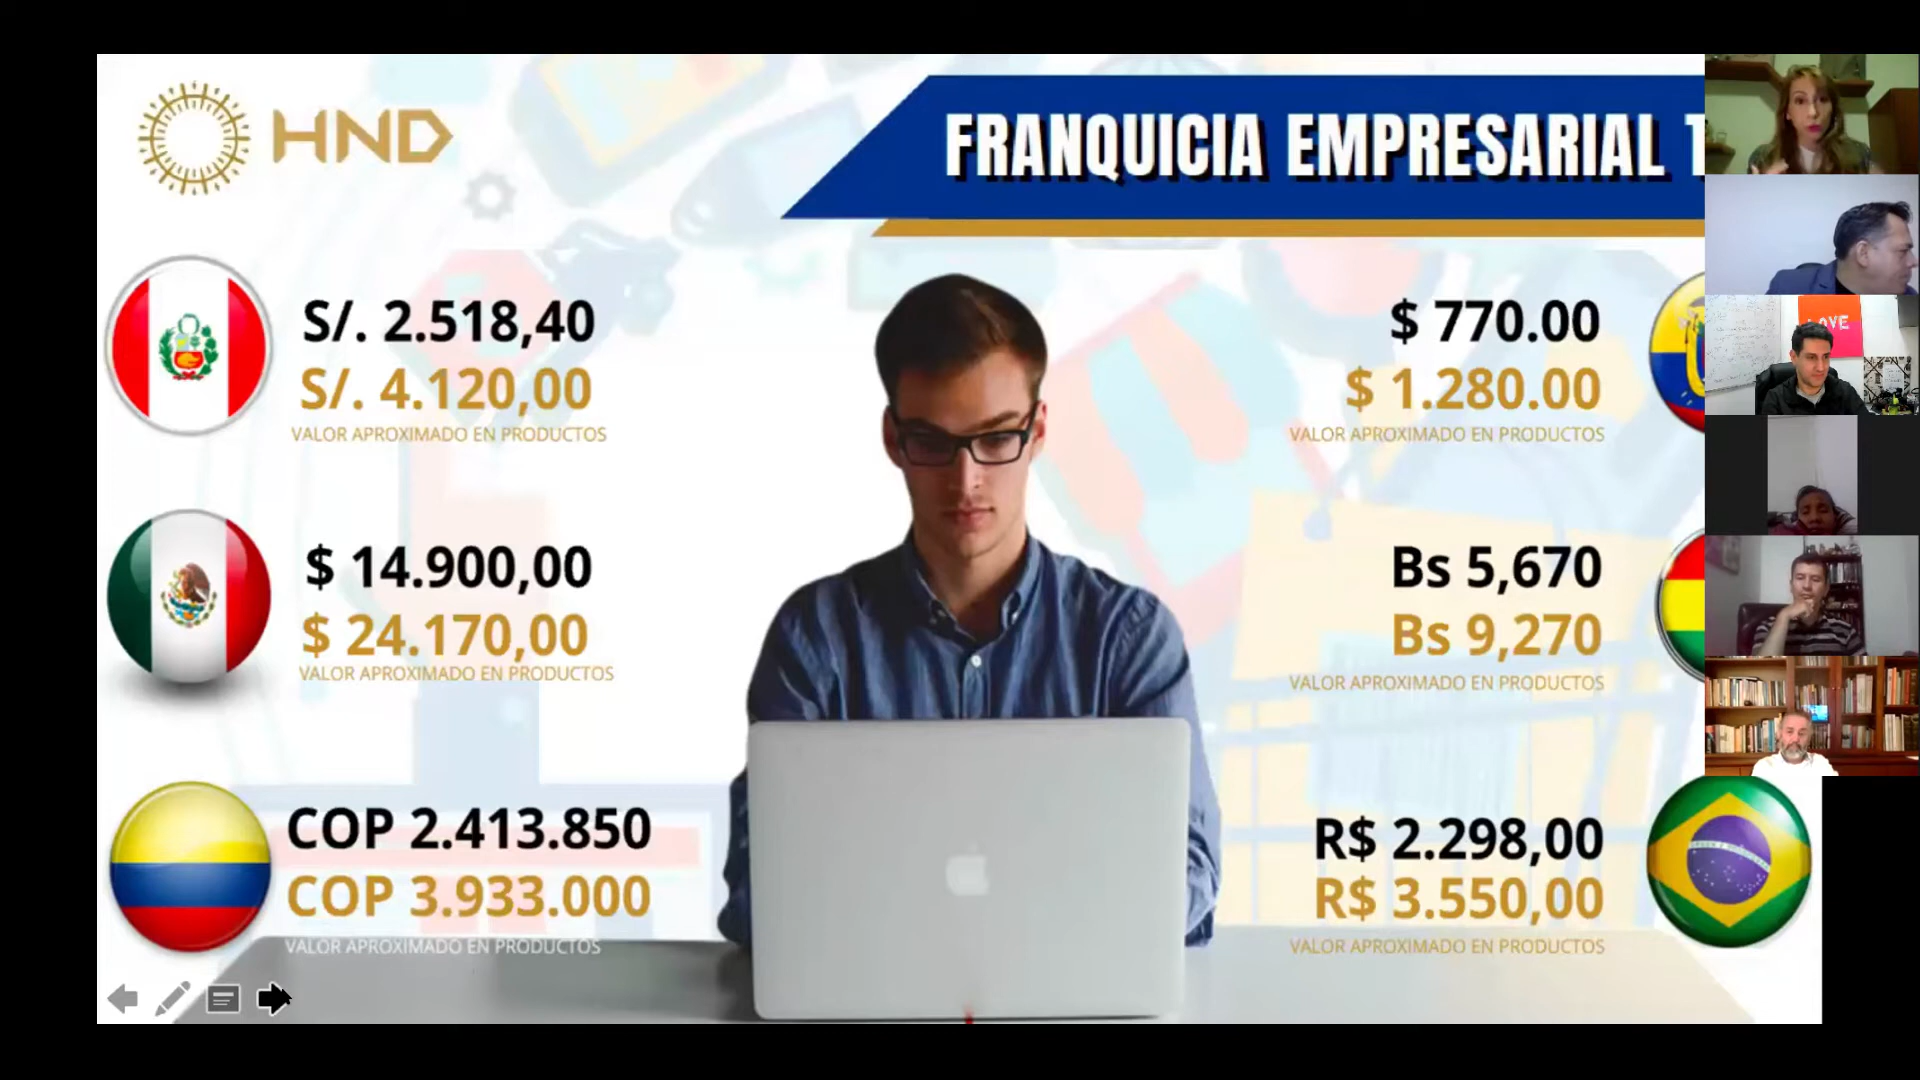 HND
FRANQUICIA EMPRESARIAL
S/. 2.518,40
S/. 4.120,00
VALOR APROXIMADO EN PRODUCTOS
$ 770.00
$ 1.280.00
VALOR APROXIMADO EN PRODUCTOS
$ 14.900,00
$ 24.170,00
VALOR APROXIMADO EN PRODUCTOS
Bs 5,670
Bs 9,270
VALOR APROXIMADO EN PRODUCTOS
COP 2.413.850
COP 3.933.000
VALOR APROXIMADO EN PRODUCTOS
R$ 2.298,00
R$ 3.550,00
VALOR APROXIMADO EN PRODUCTOS
LOVE